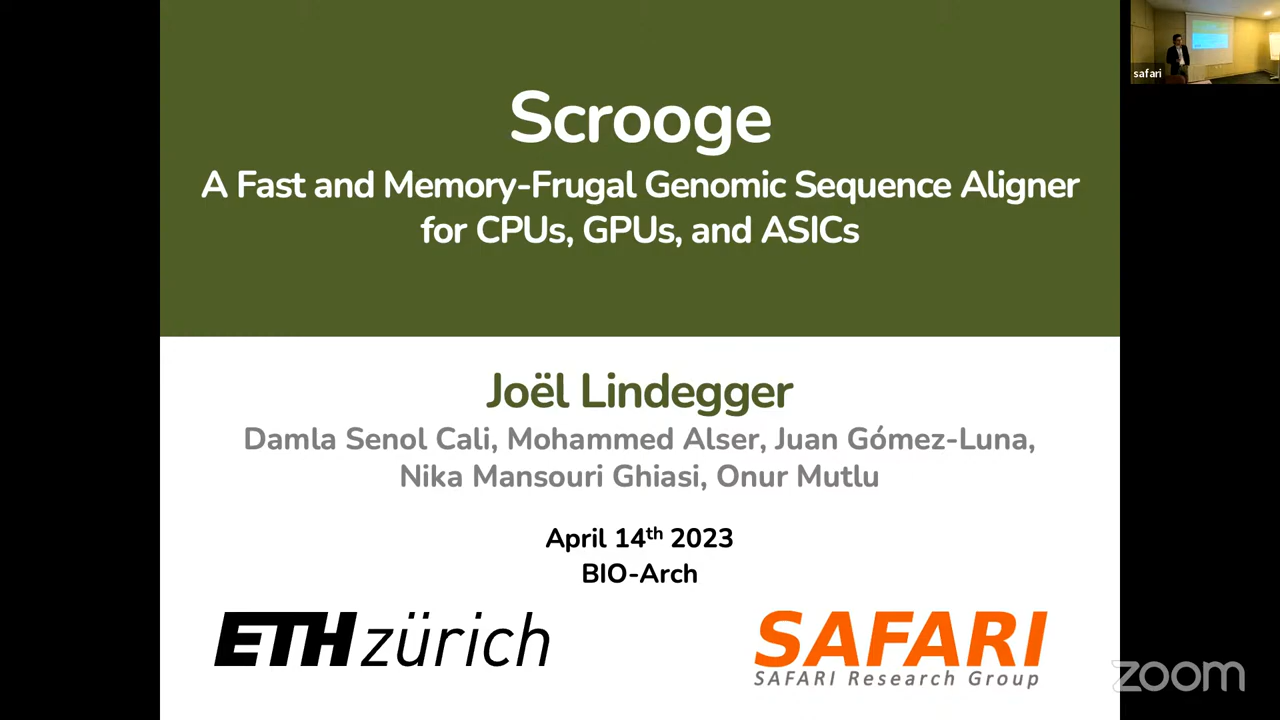 Scrooge
A Fast and Memory-Frugal Genomic Sequence Aligner
for CPUs, GPUs, and ASICs
Joël Lindegger
Damla Senol Cali, Mohammed Alser, Juan Gómez-Luna,
Nika Mansouri Ghiasi, Onur Mutlu
April 14th 2023
BIO-Arch
ETH zürich
SAFARI
SAFARI Research Group
safari
zoom